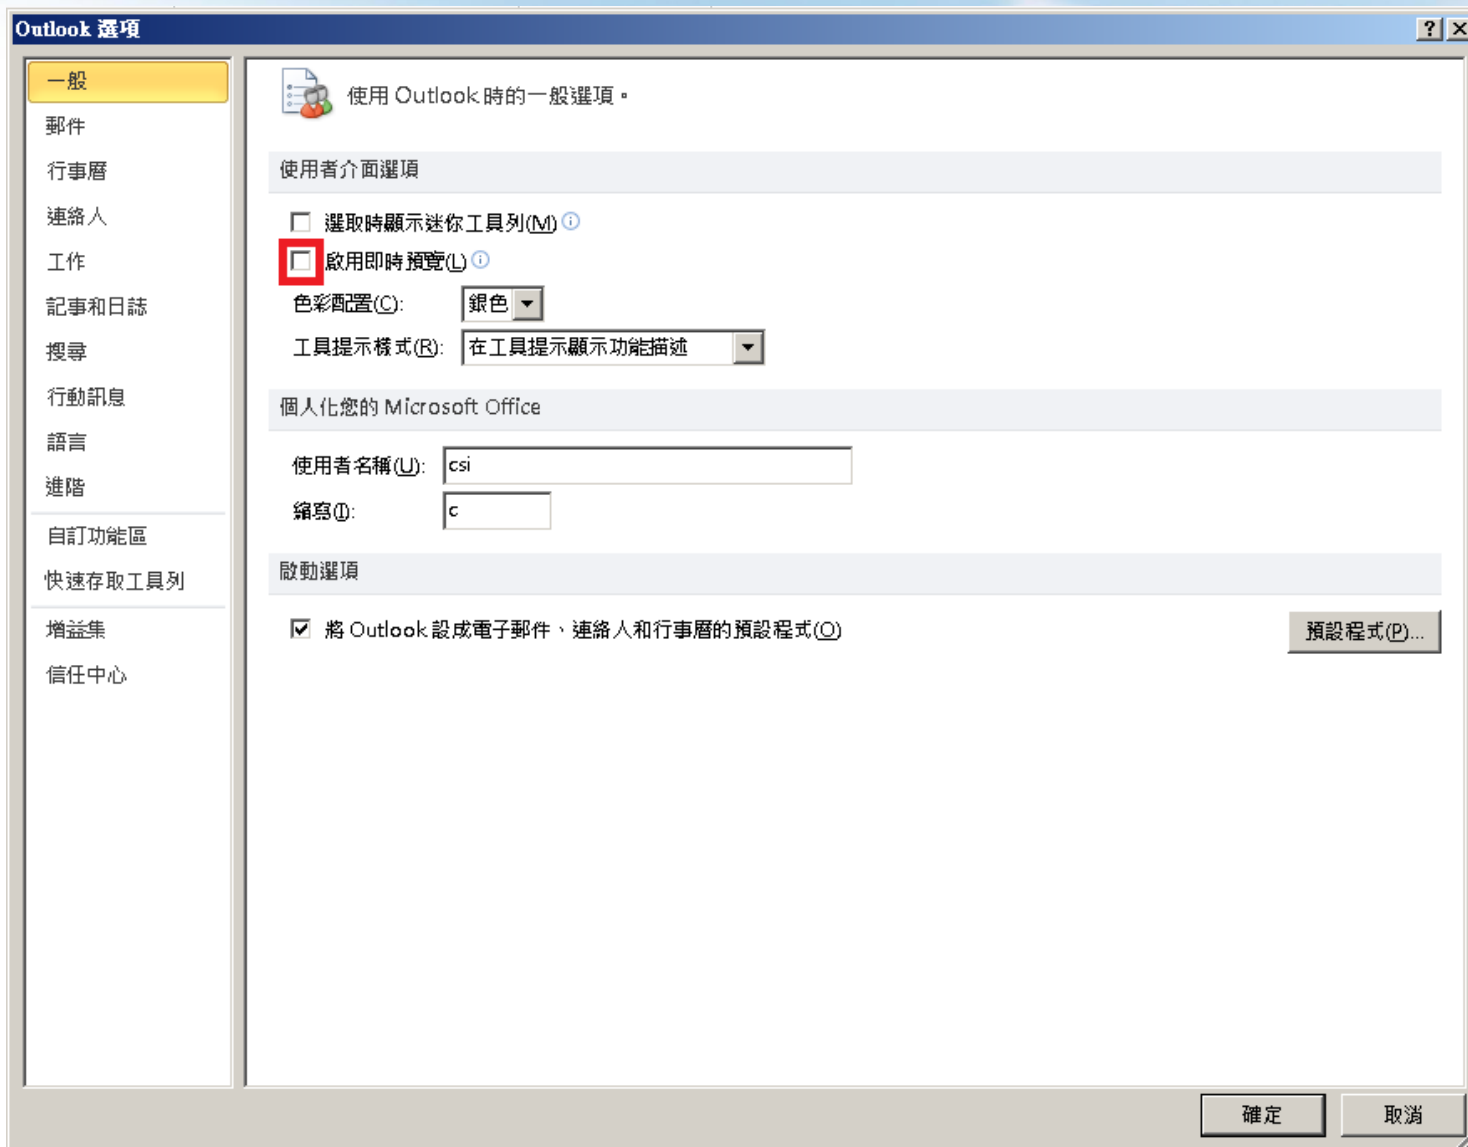 Outlook 選項
一般
郵件
行事曆
連絡人
工作
記事和日誌
搜尋
行動訊息
語言
進階
自訂功能區
快速存取工具列
增益集
信任中心
使用 Outlook 時的一般選項。
使用者介面選項
選取時顯示迷你工具列(M)
啟用即時預覽(L)
色彩配置(C): 銀色
工具提示樣式(R): 在工具提示顯示功能描述
個人化您的 Microsoft Office
使用者名稱(U): csi
縮寫(I): c
啟動選項
將 Outlook 設成電子郵件、連絡人和行事曆的預設程式(O) 預設程式(P)...
確定 取消